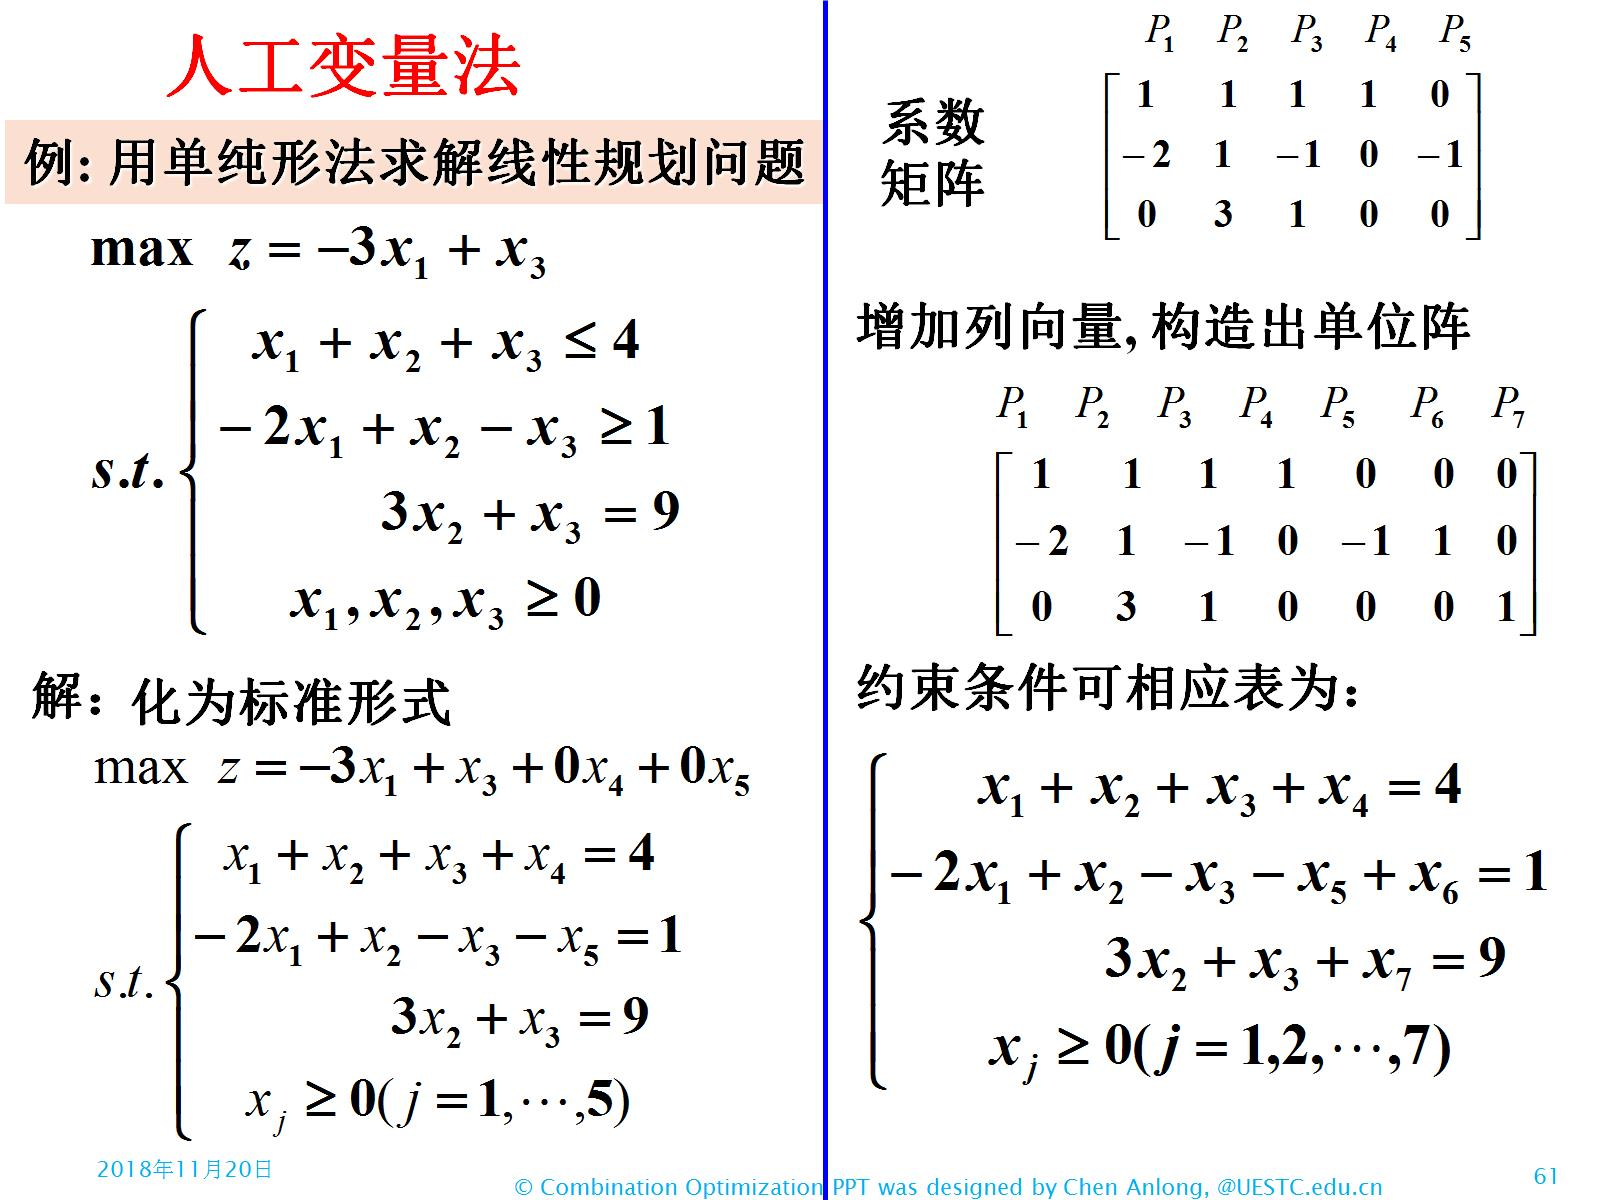 人工变量法
例: 用单纯形法求解线性规划问题
max z = −3x₁ + x₃
s.t.
x₁ + x₂ + x₃ ≤ 4
−2x₁ + x₂ − x₃ ≥ 1
3x₂ + x₃ = 9
x₁, x₂, x₃ ≥ 0
解: 化为标准形式
max z = −3x₁ + x₃ + 0x₄ + 0x₅
s.t.
x₁ + x₂ + x₃ + x₄ = 4
−2x₁ + x₂ − x₃ − x₅ = 1
3x₂ + x₃ = 9
xⱼ ≥ 0( j = 1,⋯,5)
系数
矩阵
P₁ P₂ P₃ P₄ P₅
1 1 1 1 0
−2 1 −1 0 −1
0 3 1 0 0
增加列向量, 构造出单位阵
P₁ P₂ P₃ P₄ P₅ P₆ P₇
1 1 1 1 0 0 0
−2 1 −1 0 −1 1 0
0 3 1 0 0 0 1
约束条件可相应表为:
x₁ + x₂ + x₃ + x₄ = 4
−2x₁ + x₂ − x₃ − x₅ + x₆ = 1
3x₂ + x₃ + x₇ = 9
xⱼ ≥ 0( j = 1,2,⋯,7)
2018年11月20日
© Combination Optimization PPT was designed by Chen Anlong, @UESTC.edu.cn
61